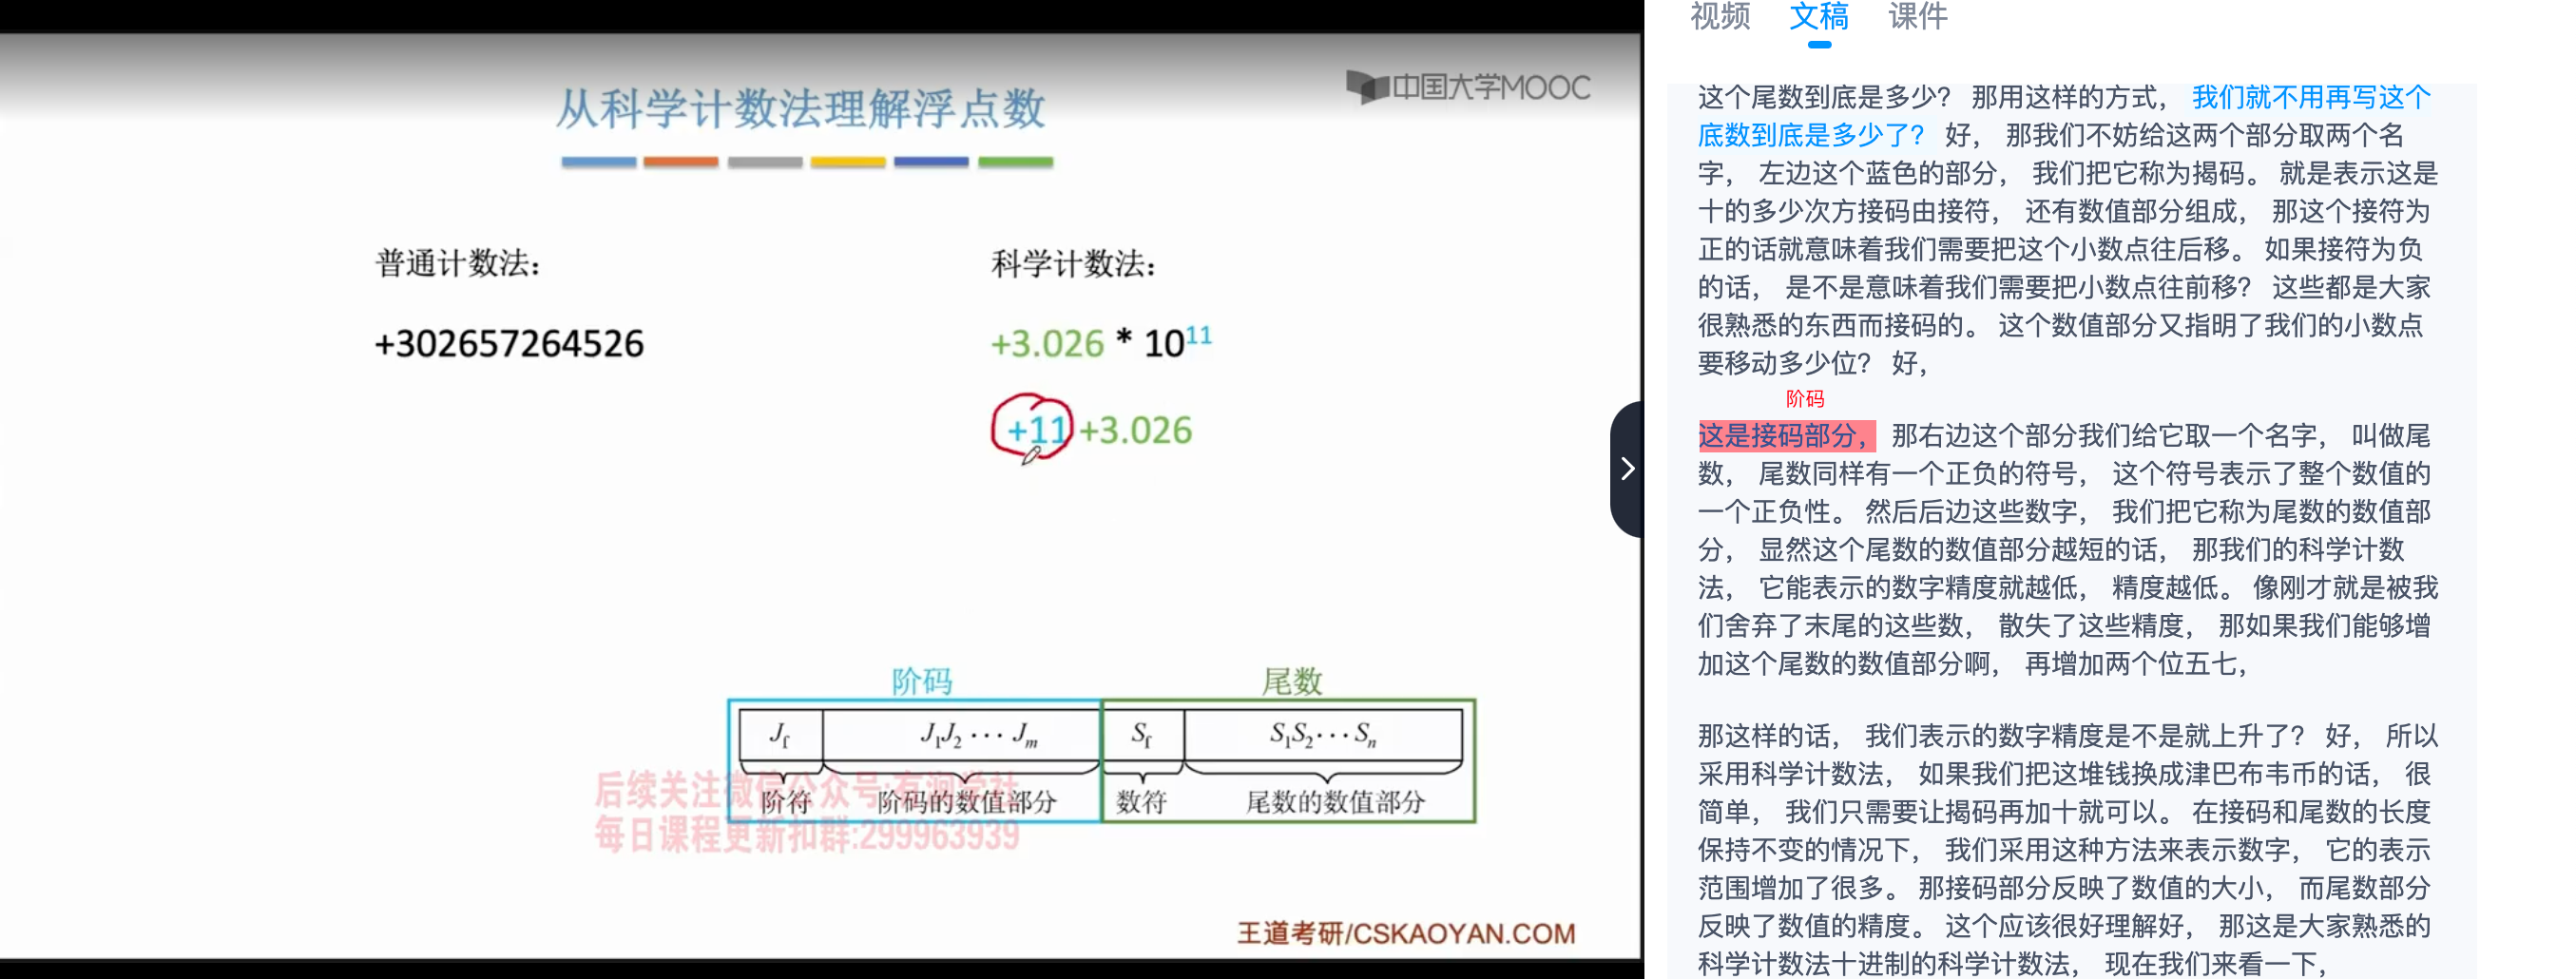 从科学计数法理解浮点数
中国大学MOOC
普通计数法：
+302657264526
科学计数法：
+3.026 * 10^11
+11 +3.026
阶码
尾数
Jf J1J2 ··· Jm Sf S1S2 ··· Sn
阶符 阶码的数值部分 数符 尾数的数值部分
后续关注微信公众号:有洄学社
每日课程更新扣群:299963939
王道考研/CSKAOYAN.COM
视频 文稿 课件
这个尾数到底是多少？ 那用这样的方式， 我们就不用再写这个
底数到底是多少了？ 好， 那我们不妨给这两个部分取两个名
字， 左边这个蓝色的部分， 我们把它称为揭码。 就是表示这是
十的多少次方接码由接符， 还有数值部分组成， 那这个接符为
正的话就意味着我们需要把这个小数点往后移。 如果接符为负
的话， 是不是意味着我们需要把小数点往前移？ 这些都是大家
很熟悉的东西而接码的。 这个数值部分又指明了我们的小数点
要移动多少位？ 好，
阶码
这是接码部分， 那右边这个部分我们给它取一个名字， 叫做尾
数， 尾数同样有一个正负的符号， 这个符号表示了整个数值的
一个正负性。 然后后边这些数字， 我们把它称为尾数的数值部
分， 显然这个尾数的数值部分越短的话， 那我们的科学计数
法， 它能表示的数字精度就越低， 精度越低。 像刚才就是被我
们舍弃了末尾的这些数， 散失了这些精度， 那如果我们能够增
加这个尾数的数值部分啊， 再增加两个位五七，
那这样的话， 我们表示的数字精度是不是就上升了？ 好， 所以
采用科学计数法， 如果我们把这堆钱换成津巴布韦币的话， 很
简单， 我们只需要让揭码再加十就可以。 在接码和尾数的长度
保持不变的情况下， 我们采用这种方法来表示数字， 它的表示
范围增加了很多。 那接码部分反映了数值的大小， 而尾数部分
反映了数值的精度。 这个应该很好理解好， 那这是大家熟悉的
科学计数法十进制的科学计数法， 现在我们来看一下，